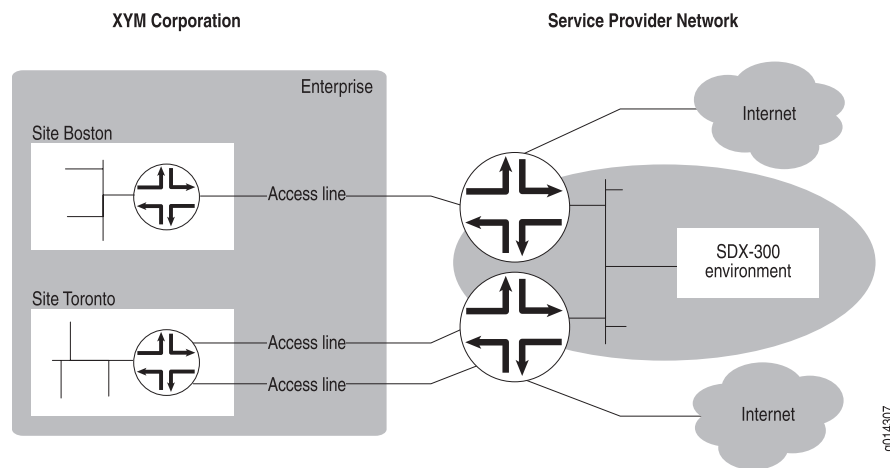 XYM Corporation
Service Provider Network
Enterprise
Internet
Site Boston
Access line
SDX-300
environment
Site Toronto
Access line
Access line
Internet
g014307